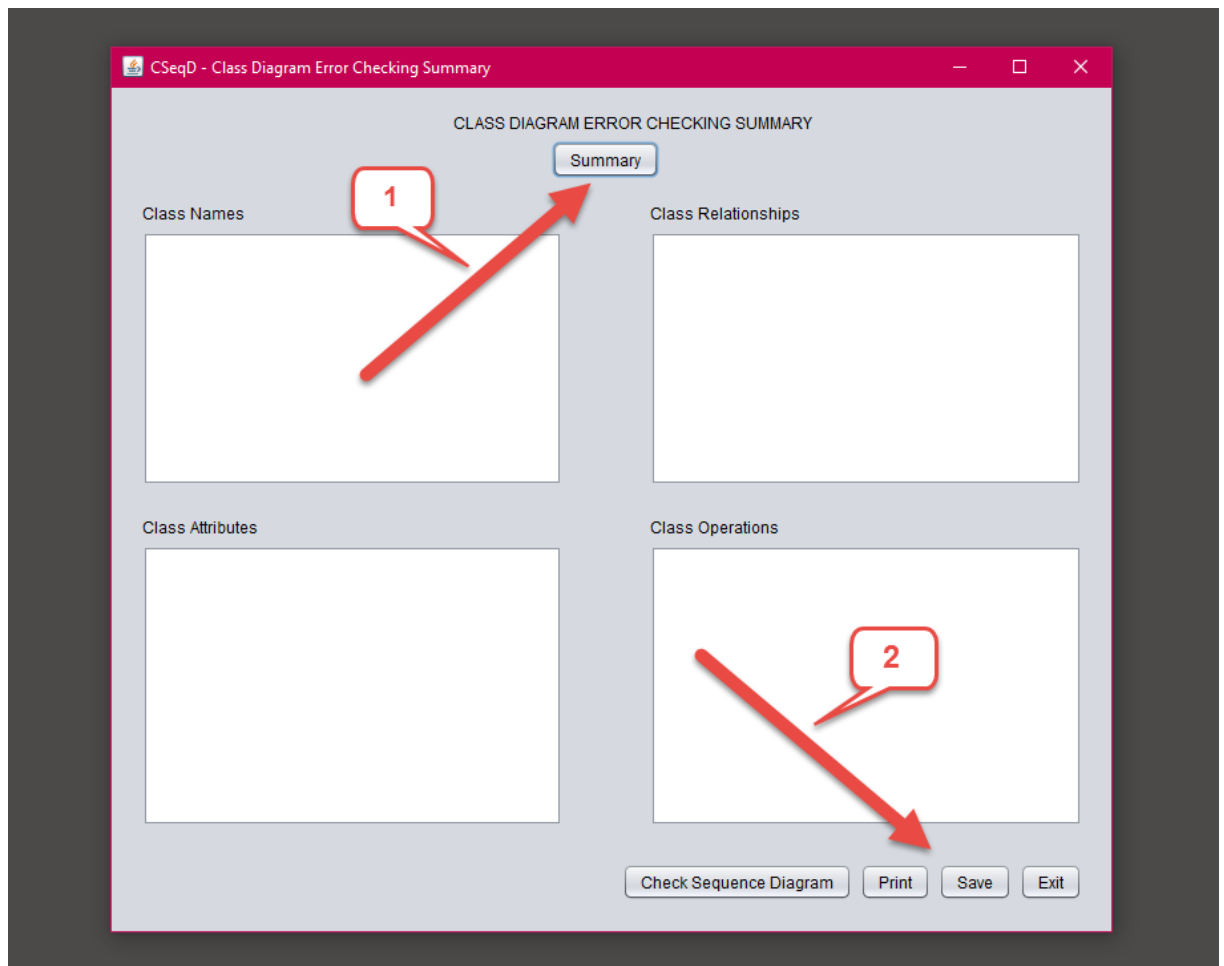 CSeqD - Class Diagram Error Checking Summary
CLASS DIAGRAM ERROR CHECKING SUMMARY
Summary
1
Class Names
Class Relationships
Class Attributes
Class Operations
2
Check Sequence Diagram
Print
Save
Exit